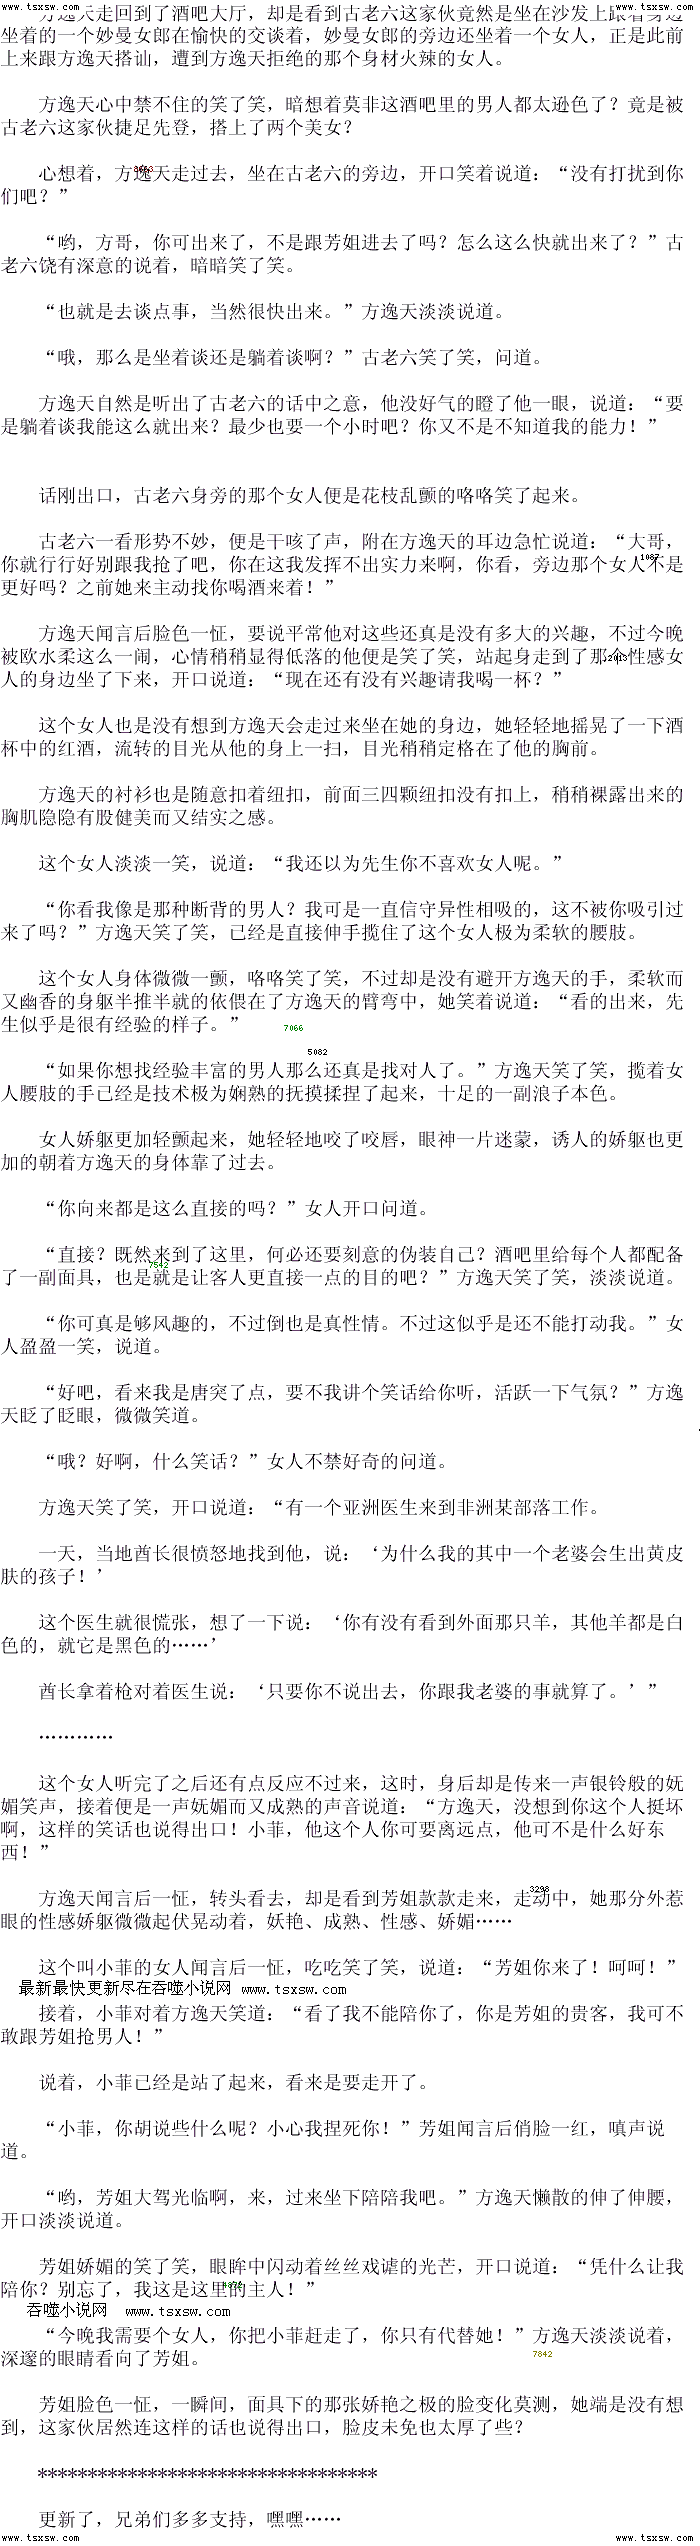 www.tsxsw.com www.tsxsw.com
方逸天走回到了酒吧大厅，却是看到古老六这家伙竟然是坐在沙发上跟着身边
坐着的一个妙曼女郎在愉快的交谈着，妙曼女郎的旁边还坐着一个女人，正是此前
上来跟方逸天搭讪，遭到方逸天拒绝的那个身材火辣的女人。
方逸天心中禁不住的笑了笑，暗想着莫非这酒吧里的男人都太逊色了？竟是被
古老六这家伙捷足先登，搭上了两个美女？
心想着，方逸天走过去，坐在古老六的旁边，开口笑着说道：“没有打扰到你
们吧？”
“哟，方哥，你可出来了，不是跟芳姐进去了吗？怎么这么快就出来了？”古
老六饶有深意的说着，暗暗笑了笑。
“也就是去谈点事，当然很快出来。”方逸天淡淡说道。
“哦，那么是坐着谈还是躺着谈啊？”古老六笑了笑，问道。
方逸天自然是听出了古老六的话中之意，他没好气的瞪了他一眼，说道：“要
是躺着谈我能这么就出来？最少也要一个小时吧？你又不是不知道我的能力！”
话刚出口，古老六身旁的那个女人便是花枝乱颤的咯咯笑了起来。
古老六一看形势不妙，便是干咳了声，附在方逸天的耳边急忙说道：“大哥，
1087
你就行行好别跟我抢了吧，你在这我发挥不出实力来啊，你看，旁边那个女人不是
更好吗？之前她来主动找你喝酒来着！”
方逸天闻言后脸色一怔，要说平常他对这些还真是没有多大的兴趣，不过今晚
被欧水柔这么一闹，心情稍稍显得低落的他便是笑了笑，站起身走到了那个性感女
人的身边坐了下来，开口说道：“现在还有没有兴趣请我喝一杯？”
这个女人也是没有想到方逸天会走过来坐在她的身边，她轻轻地摇晃了一下酒
杯中的红酒，流转的目光从他的身上一扫，目光稍稍定格在了他的胸前。
方逸天的衬衫也是随意扣着纽扣，前面三四颗纽扣没有扣上，稍稍裸露出来的
胸肌隐隐有股健美而又结实之感。
这个女人淡淡一笑，说道：“我还以为先生你不喜欢女人呢。”
“你看我像是那种断背的男人？我可是一直信守异性相吸的，这不被你吸引过
来了吗？”方逸天笑了笑，已经是直接伸手揽住了这个女人极为柔软的腰肢。
这个女人身体微微一颤，咯咯笑了笑，不过却是没有避开方逸天的手，柔软而
又幽香的身躯半推半就的依偎在了方逸天的臂弯中，她笑着说道：“看的出来，先
生似乎是很有经验的样子。”
7066
5082
“如果你想找经验丰富的男人那么还真是找对人了。”方逸天笑了笑，揽着女
人腰肢的手已经是技术极为娴熟的抚摸揉捏了起来，十足的一副浪子本色。
女人娇躯更加轻颤起来，她轻轻地咬了咬唇，眼神一片迷蒙，诱人的娇躯也更
加的朝着方逸天的身体靠了过去。
“你向来都是这么直接的吗？”女人开口问道。
“直接？既然来到了这里，何必还要刻意的伪装自己？酒吧里给每个人都配备
7542
了一副面具，也是就是让客人更直接一点的目的吧？”方逸天笑了笑，淡淡说道。
“你可真是够风趣的，不过倒也是真性情。不过这似乎是还不能打动我。”女
人盈盈一笑，说道。
“好吧，看来我是唐突了点，要不我讲个笑话给你听，活跃一下气氛？”方逸
天眨了眨眼，微微笑道。
“哦？好啊，什么笑话？”女人不禁好奇的问道。
方逸天笑了笑，开口说道：“有一个亚洲医生来到非洲某部落工作。
一天，当地酋长很愤怒地找到他，说：‘为什么我的其中一个老婆会生出黄皮
肤的孩子！’
这个医生就很慌张，想了一下说：‘你有没有看到外面那只羊，其他羊都是白
色的，就它是黑色的……’
酋长拿着枪对着医生说：‘只要你不说出去，你跟我老婆的事就算了。’”
…………
这个女人听完了之后还有点反应不过来，这时，身后却是传来一声银铃般的妩
媚笑声，接着便是一声妩媚而又成熟的声音说道：“方逸天，没想到你这个人挺坏
啊，这样的笑话也说得出口！小菲，他这个人你可要离远点，他可不是什么好东
西！”
3298
方逸天闻言后一怔，转头看去，却是看到芳姐款款走来，走动中，她那分外惹
眼的性感娇躯微微起伏晃动着，妖艳、成熟、性感、娇媚……
这个叫小菲的女人闻言后一怔，吃吃笑了笑，说道：“芳姐你来了！呵呵！”
最新最快更新尽在吞噬小说网 www.tsxsw.com
接着，小菲对着方逸天笑道：“看了我不能陪你了，你是芳姐的贵客，我可不
敢跟芳姐抢男人！”
说着，小菲已经是站了起来，看来是要走开了。
“小菲，你胡说些什么呢？小心我捏死你！”芳姐闻言后俏脸一红，嗔声说
道。
“哟，芳姐大驾光临啊，来，过来坐下陪陪我吧。”方逸天懒散的伸了伸腰，
开口淡淡说道。
芳姐娇媚的笑了笑，眼眸中闪动着丝丝戏谑的光芒，开口说道：“凭什么让我
陪你？别忘了，我这是这里的主人！”
吞噬小说网 www.tsxsw.com
“今晚我需要个女人，你把小菲赶走了，你只有代替她！”方逸天淡淡说着，
深邃的眼睛看向了芳姐。
7842
芳姐脸色一怔，一瞬间，面具下的那张娇艳之极的脸变化莫测，她端是没有想
到，这家伙居然连这样的话也说得出口，脸皮未免也太厚了些？
**********************************
更新了，兄弟们多多支持，嘿嘿……
www.tsxsw.com www.tsxsw.com